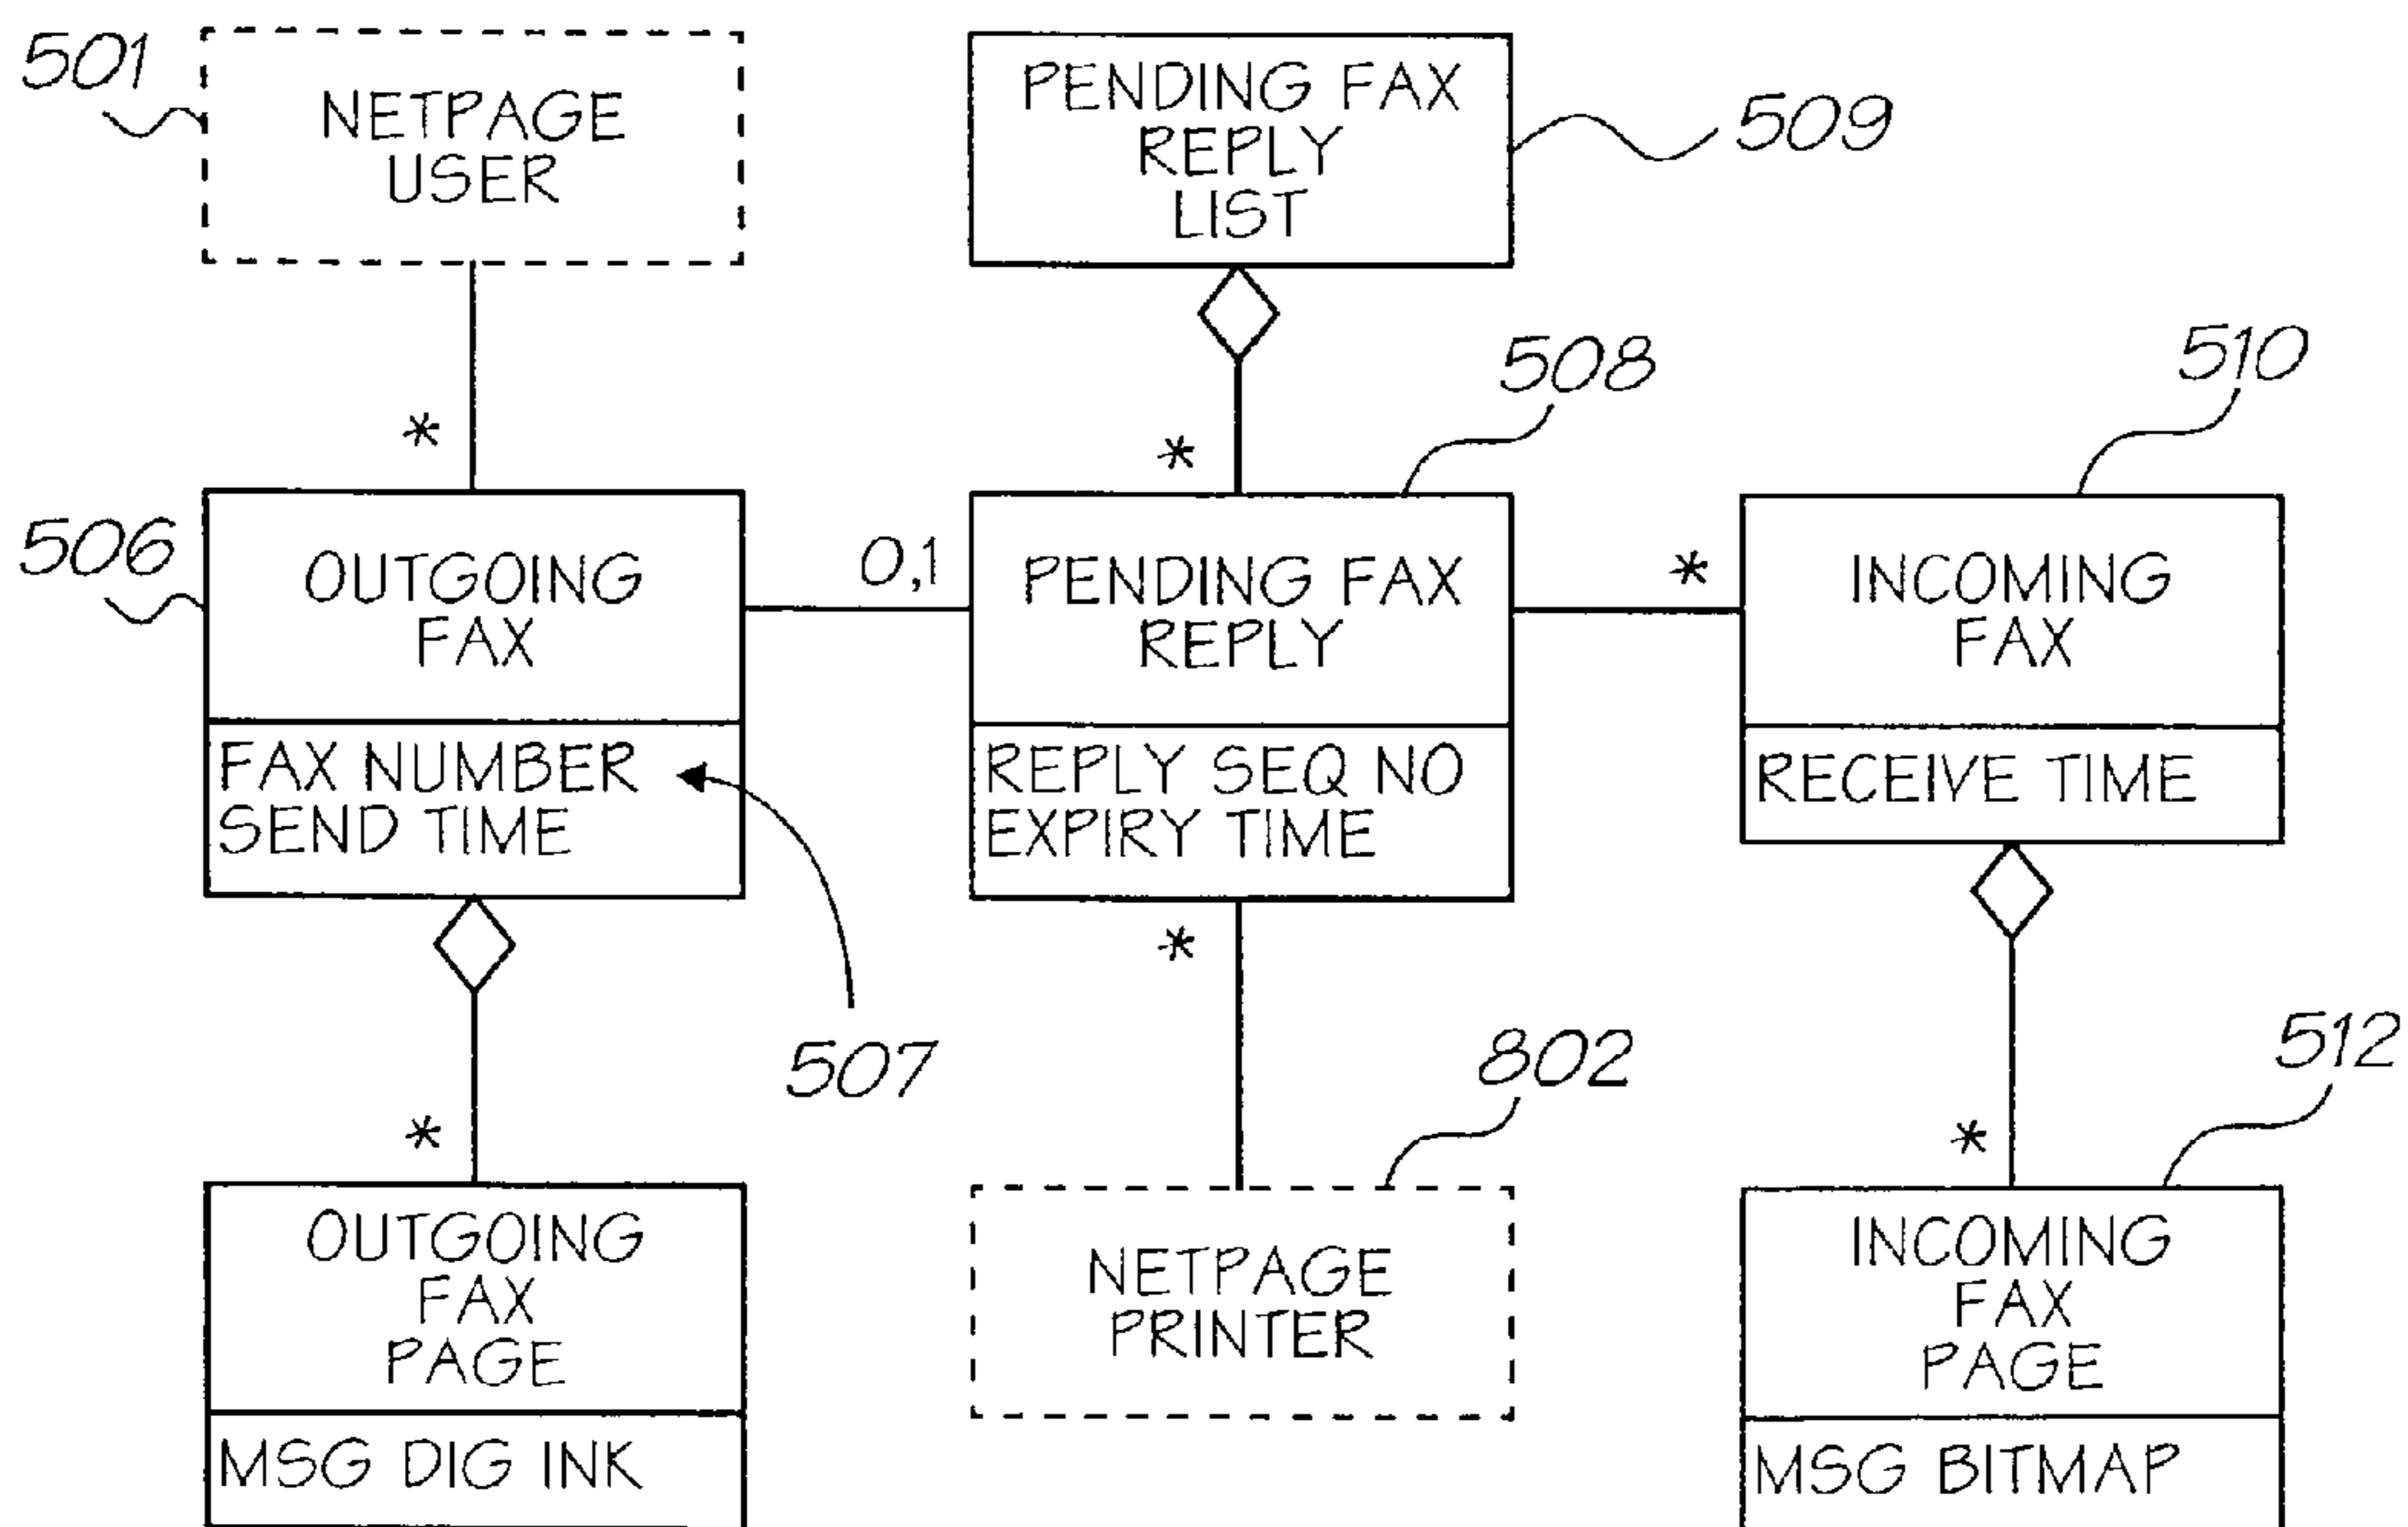 501
NETPAGE
USER
PENDING FAX
REPLY
LIST
509
*
*
508
510
506
OUTGOING
FAX
0,1
PENDING FAX
REPLY
*
INCOMING
FAX
FAX NUMBER
SEND TIME
REPLY SEQ NO
EXPIRY TIME
RECEIVE TIME
507
*
*
802
*
512
OUTGOING
FAX
PAGE
MSG DIG INK
NETPAGE
PRINTER
INCOMING
FAX
PAGE
MSG BITMAP